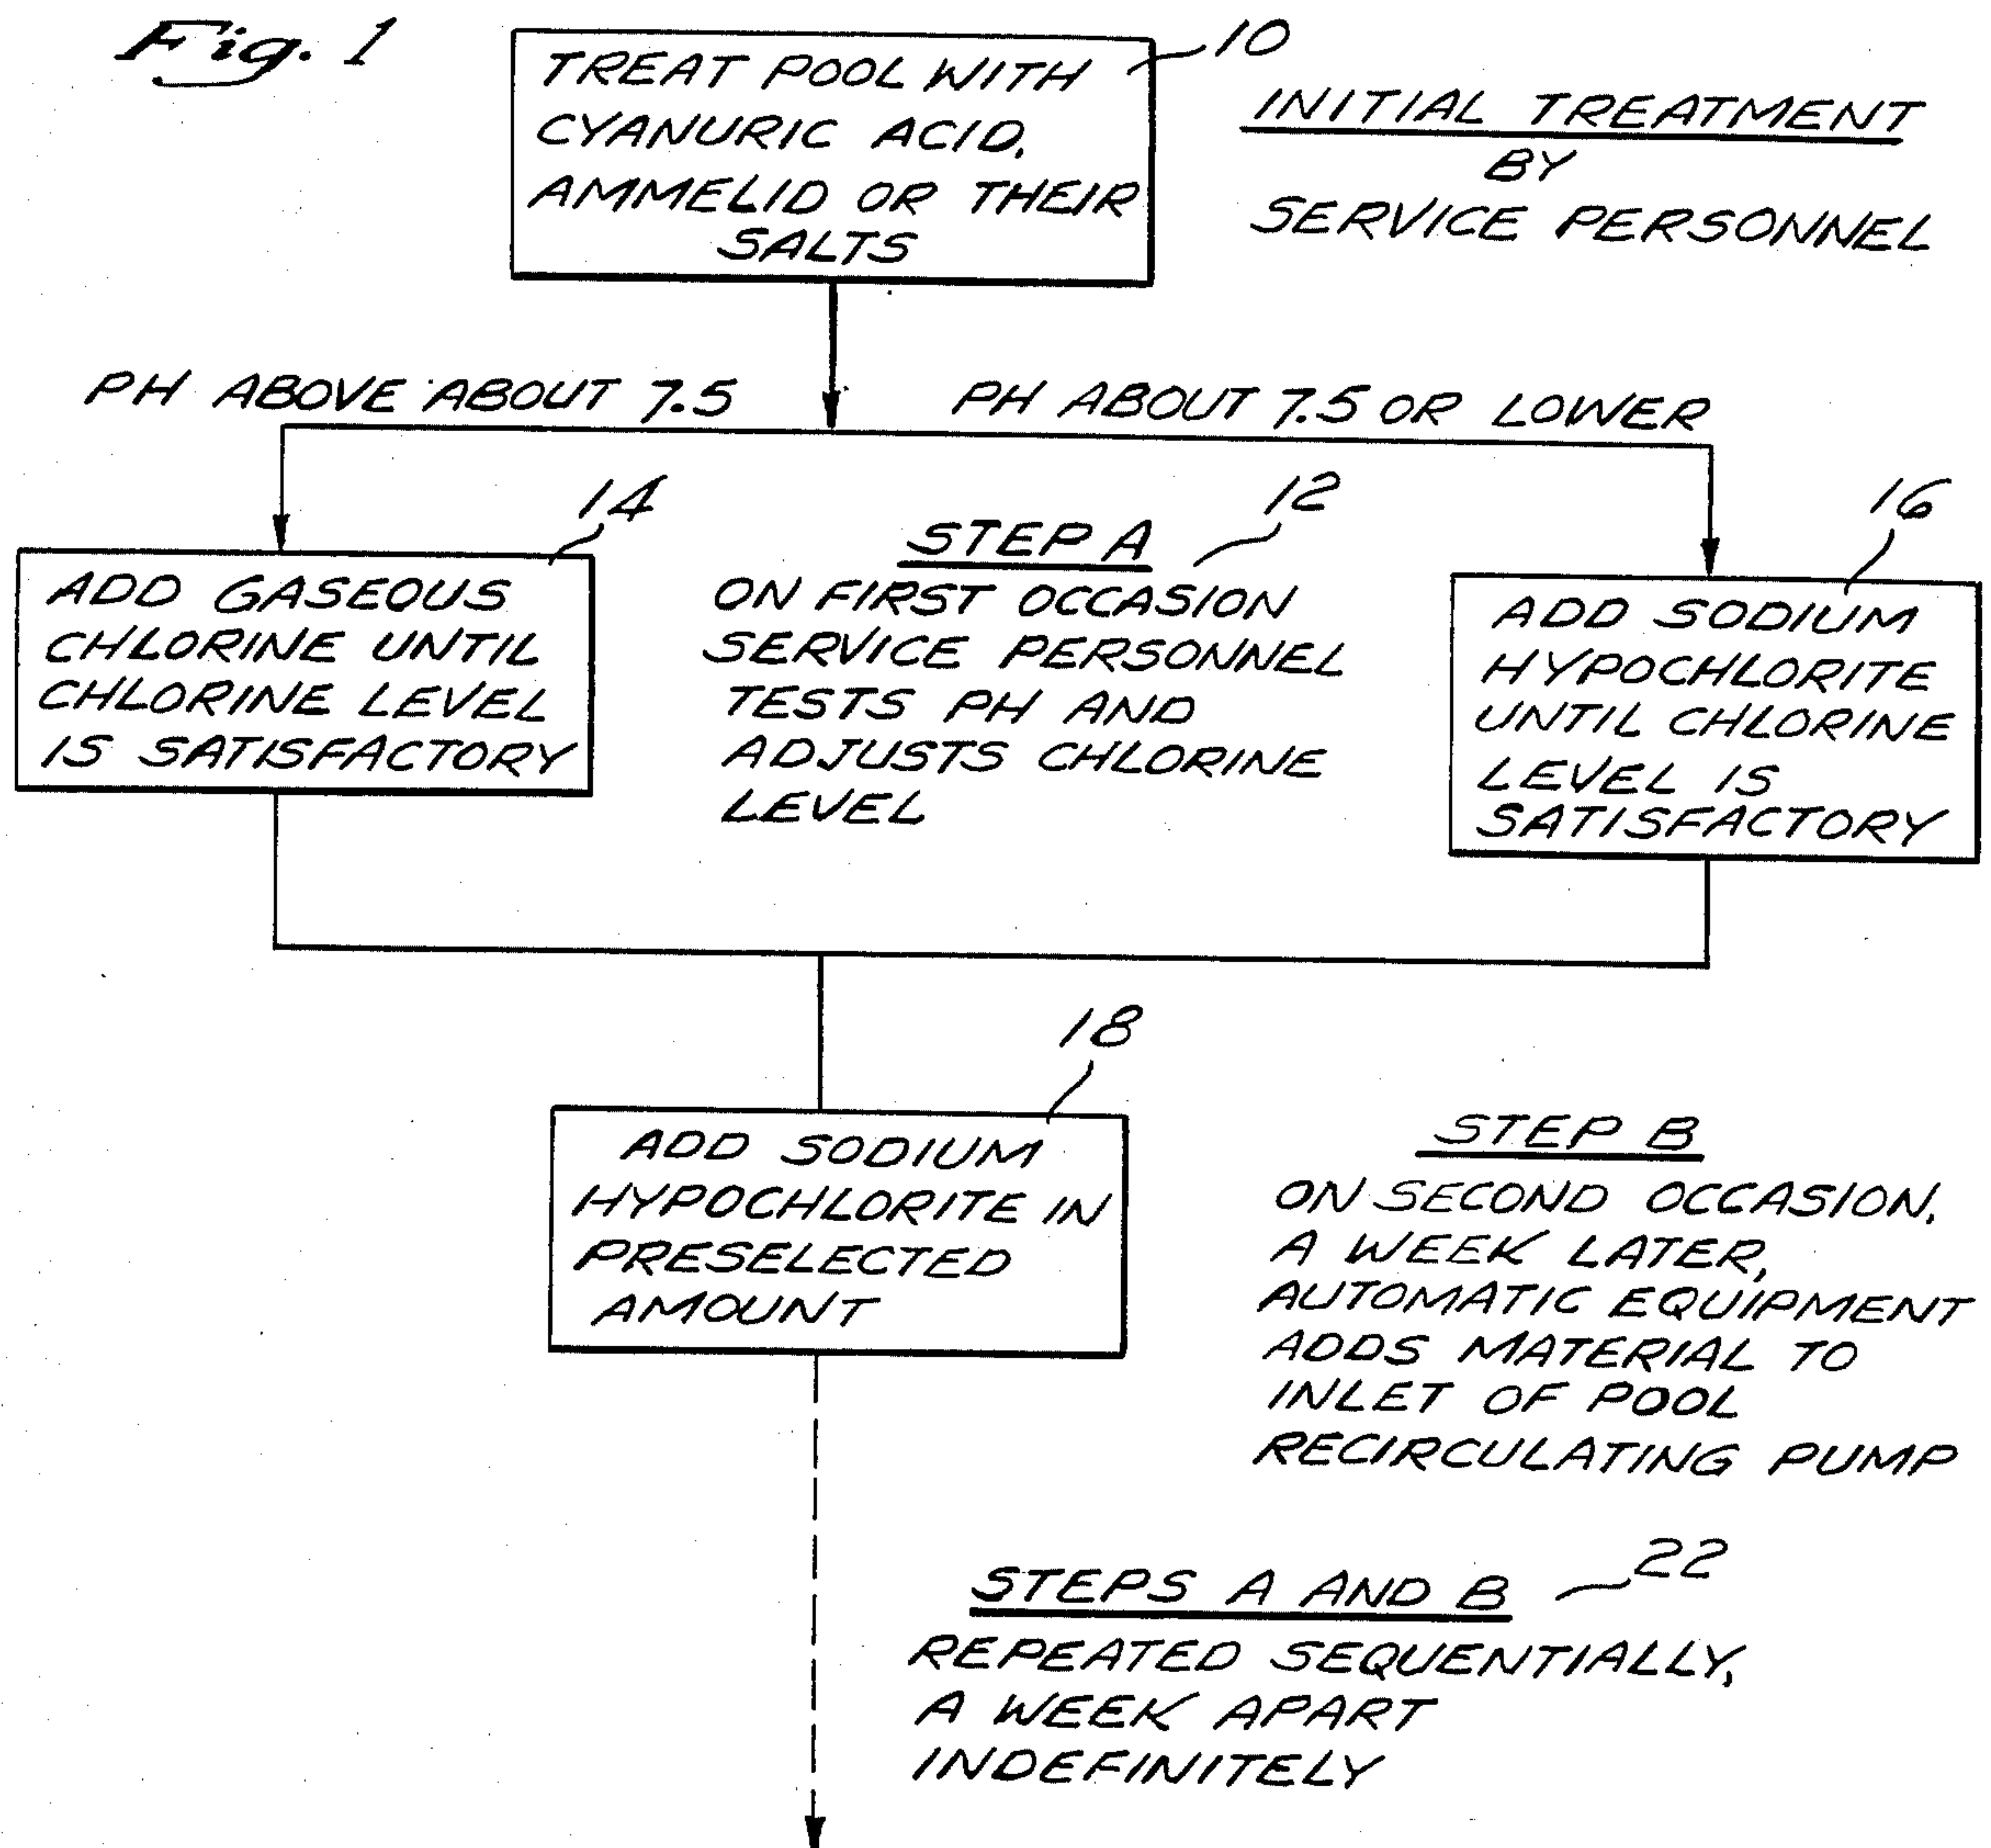 Fig. 1
10
TREAT POOL WITH
CYANURIC ACID,
AMMELID OR THEIR
SALTS
INITIAL TREATMENT
BY
SERVICE PERSONNEL
PH ABOVE ABOUT 7.5
PH ABOUT 7.5 OR LOWER
14
ADD GASEOUS
CHLORINE UNTIL
CHLORINE LEVEL
IS SATISFACTORY
12
STEP A
ON FIRST OCCASION
SERVICE PERSONNEL
TESTS PH AND
ADJUSTS CHLORINE
LEVEL
16
ADD SODIUM
HYPOCHLORITE
UNTIL CHLORINE
LEVEL IS
SATISFACTORY
18
ADD SODIUM
HYPOCHLORITE IN
PRESELECTED
AMOUNT
STEP B
ON SECOND OCCASION,
A WEEK LATER,
AUTOMATIC EQUIPMENT
ADDS MATERIAL TO
INLET OF POOL
RECIRCULATING PUMP
22
STEPS A AND B
REPEATED SEQUENTIALLY,
A WEEK APART
INDEFINITELY